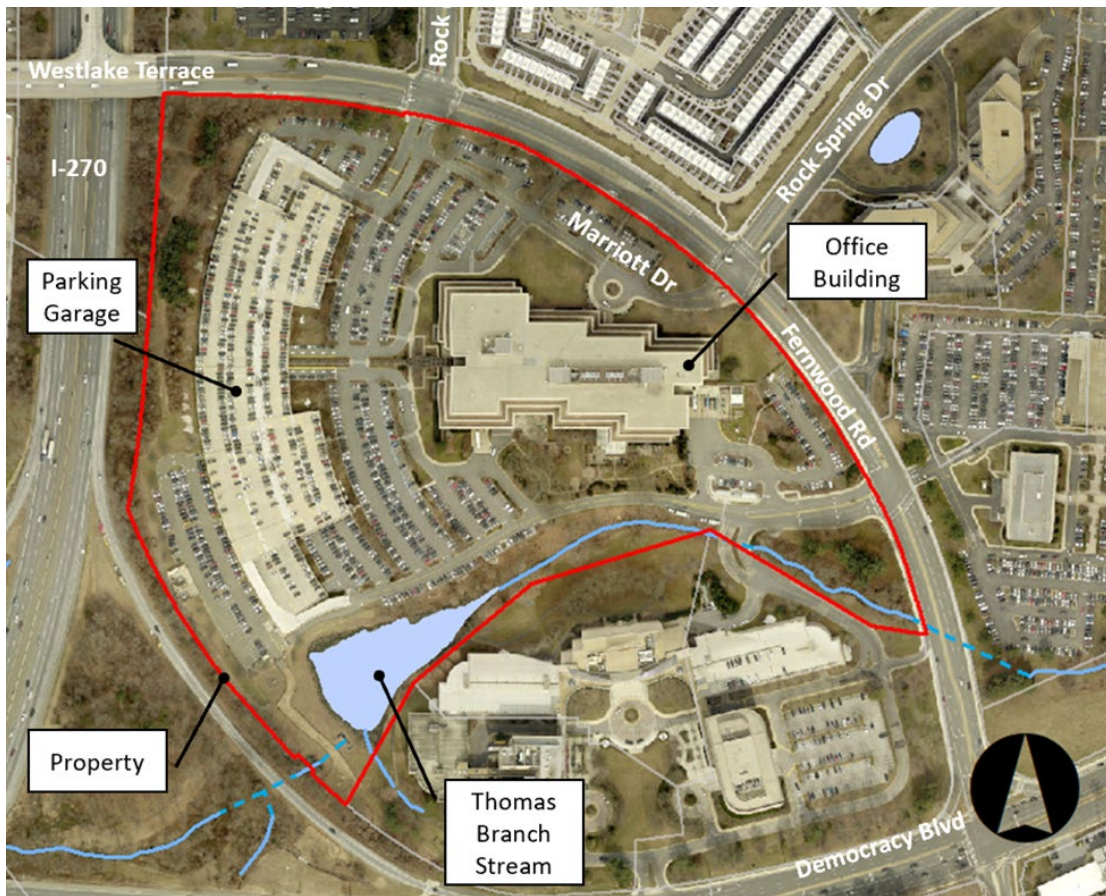 Westlake Terrace
Rock
I-270
Rock Spring Dr
Marriott Dr
Office
Building
Parking
Garage
Fernwood Rd
Property
Thomas
Branch
Stream
Democracy Blvd